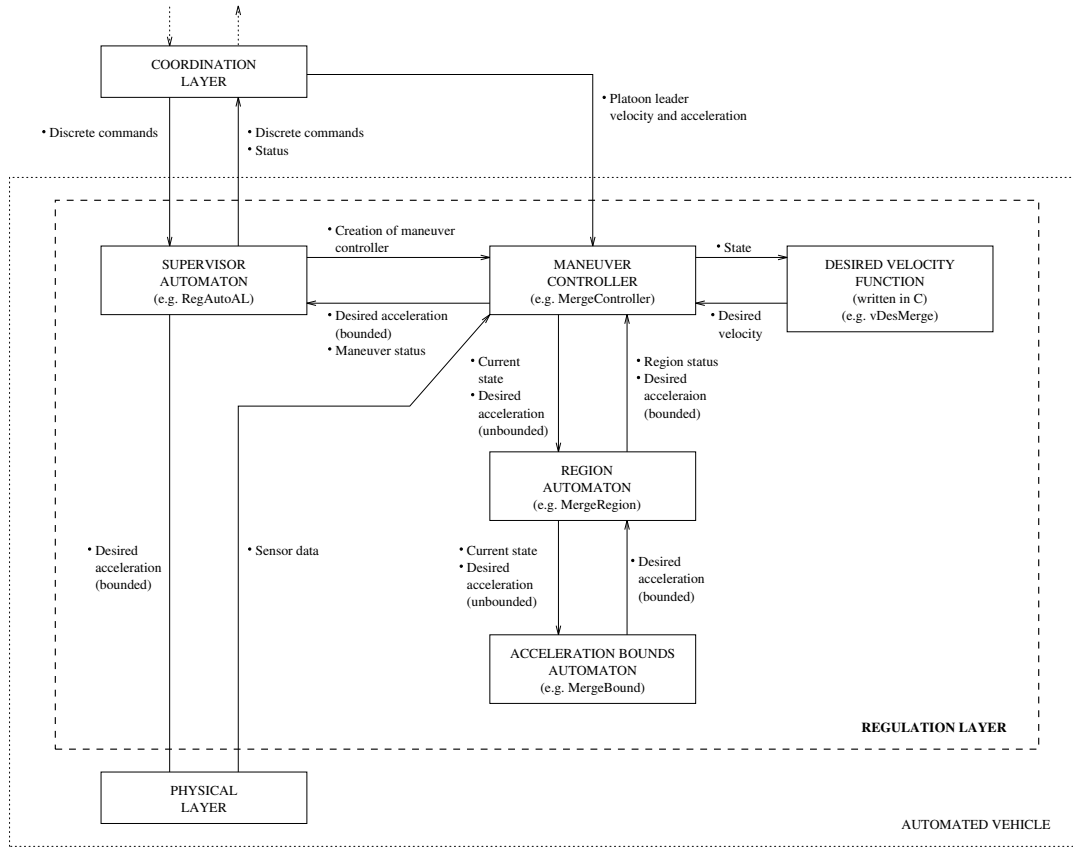 COORDINATION
LAYER
• Platoon leader
velocity and acceleration
• Discrete commands
• Discrete commands
• Status
• Creation of maneuver
controller
SUPERVISOR
AUTOMATON
(e.g. RegAutoAL)
MANEUVER
CONTROLLER
(e.g. MergeController)
• State
DESIRED VELOCITY
FUNCTION
(written in C)
(e.g. vDesMerge)
• Desired acceleration
(bounded)
• Maneuver status
• Desired
velocity
• Current
state
• Desired
acceleration
(unbounded)
• Region status
• Desired
acceleraion
(bounded)
REGION
AUTOMATON
(e.g. MergeRegion)
• Desired
acceleration
(bounded)
• Sensor data
• Current state
• Desired
acceleration
(unbounded)
• Desired
acceleration
(bounded)
ACCELERATION BOUNDS
AUTOMATON
(e.g. MergeBound)
REGULATION LAYER
PHYSICAL
LAYER
AUTOMATED VEHICLE